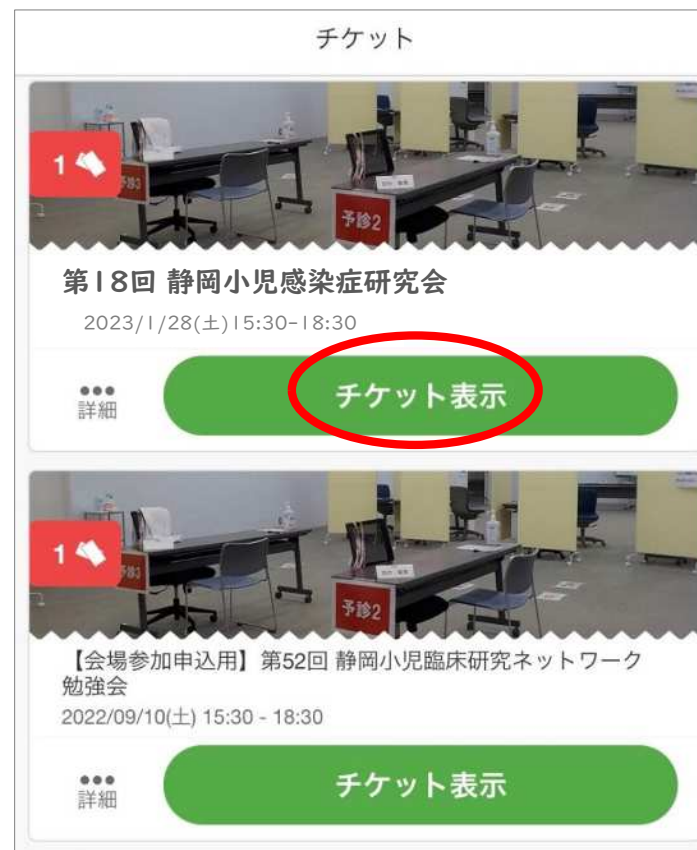 チケット
1
予診3
予診2
第18回 静岡小児感染症研究会
2023/1/28(土)15:30-18:30
詳細
チケット表示
1
予診2
【会場参加申込用】第52回 静岡小児臨床研究ネットワーク
勉強会
2022/09/10(土) 15:30 - 18:30
詳細
チケット表示